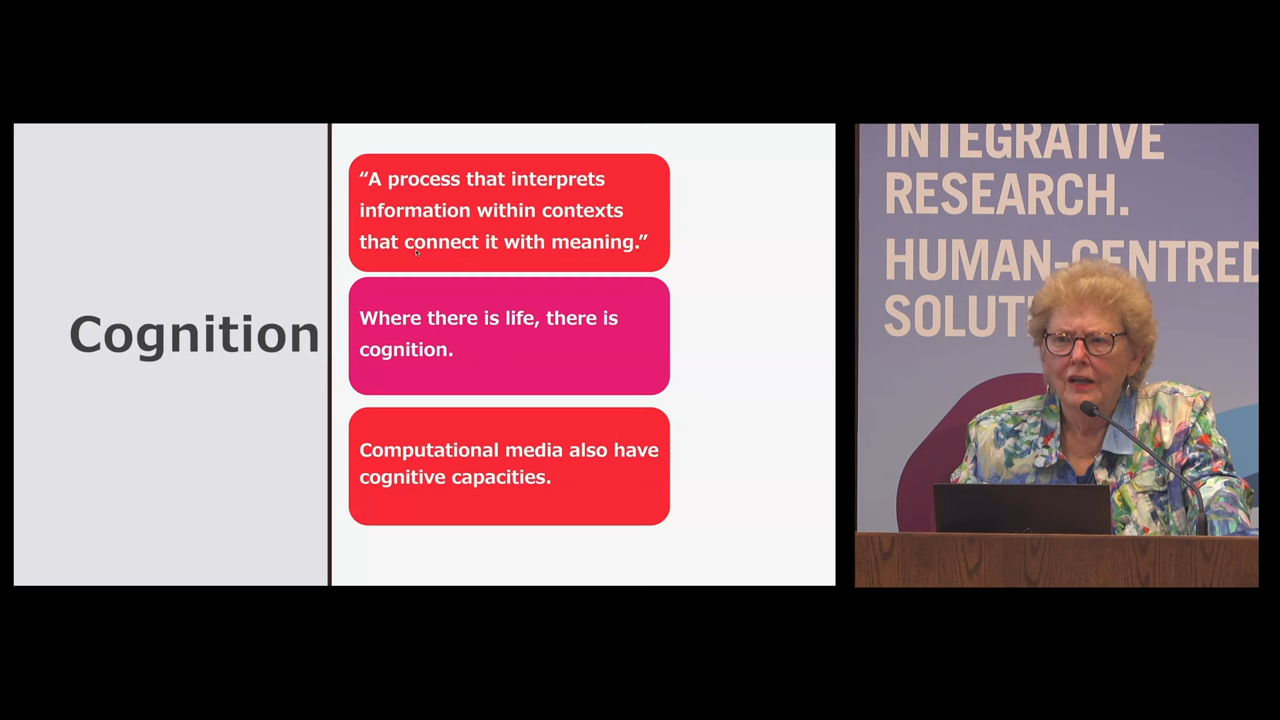 Cognition
“A process that interprets
information within contexts
that connect it with meaning.”
Where there is life, there is
cognition.
Computational media also have
cognitive capacities.
INTEGRATIVE
RESEARCH.
HUMAN-CENTRED